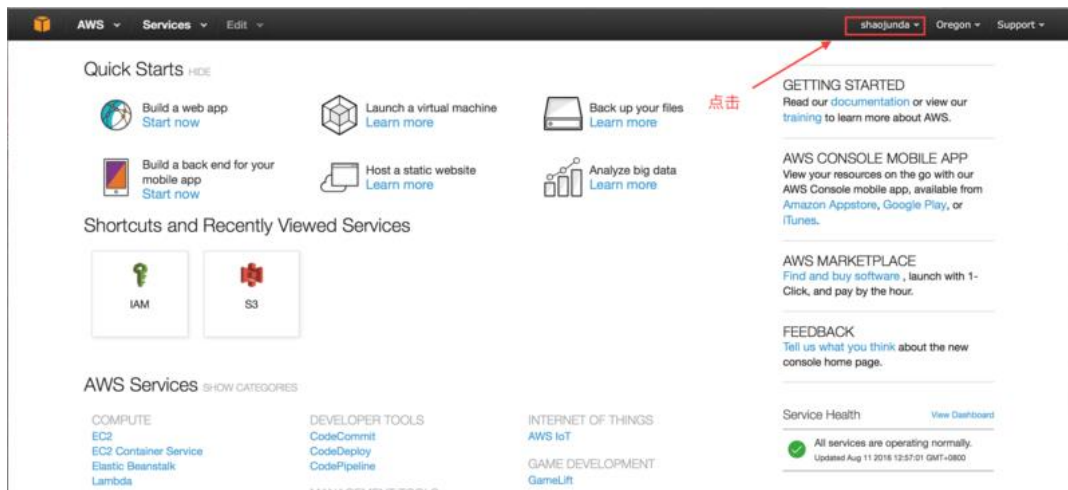 AWS Services Edit shaojunda Oregon Support
Quick Starts HIDE
Build a web app
Start now
Launch a virtual machine
Learn more
Back up your files
Learn more
点击
Build a back end for your
mobile app
Start now
Host a static website
Learn more
Analyze big data
Learn more
Shortcuts and Recently Viewed Services
IAM
S3
AWS Services SHOW CATEGORIES
COMPUTE
EC2
EC2 Container Service
Elastic Beanstalk
Lambda
DEVELOPER TOOLS
CodeCommit
CodeDeploy
CodePipeline
MANAGEMENT TOOLS
INTERNET OF THINGS
AWS IoT
GAME DEVELOPMENT
GameLift
GETTING STARTED
Read our documentation or view our
training to learn more about AWS.
AWS CONSOLE MOBILE APP
View your resources on the go with our
AWS Console mobile app, available from
Amazon Appstore, Google Play, or
iTunes.
AWS MARKETPLACE
Find and buy software , launch with 1-
Click, and pay by the hour.
FEEDBACK
Tell us what you think about the new
console home page.
Service Health View Dashboard
All services are operating normally.
Updated Aug 11 2016 12:57:01 GMT+0800